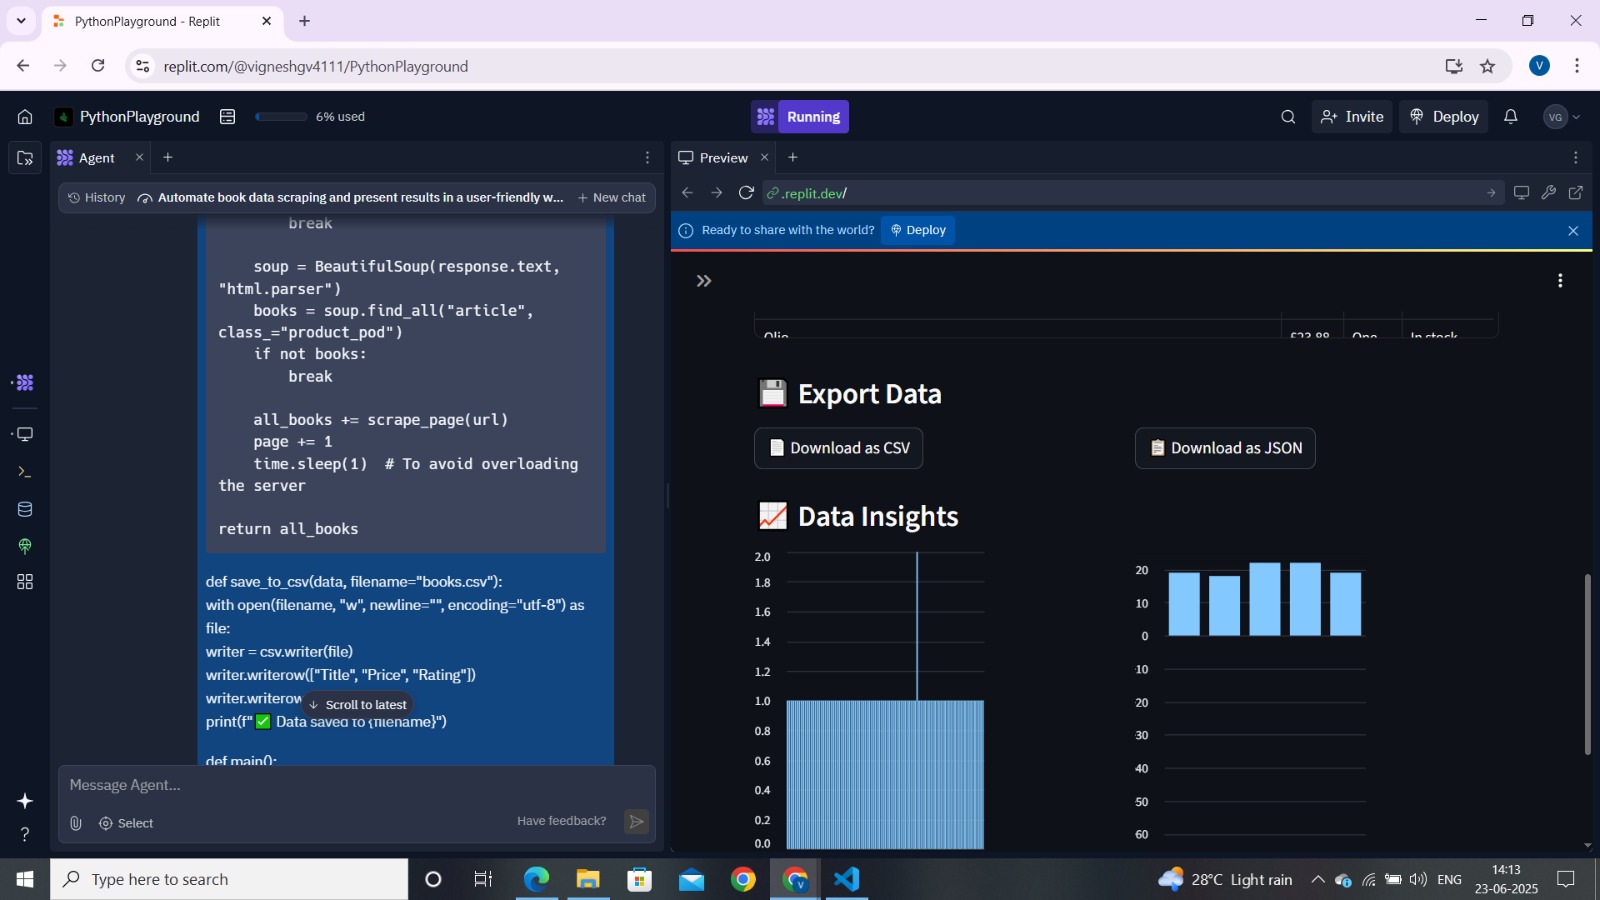 PythonPlayground - Replit
replit.com/@vigneshgv4111/PythonPlayground
V
PythonPlayground
6% used
Running
Invite
Deploy
VG
Agent
History
Automate book data scraping and present results in a user-friendly w...
New chat
break
soup = BeautifulSoup(response.text,
"html.parser")
books = soup.find_all("article",
class_="product_pod")
if not books:
break
all_books += scrape_page(url)
page += 1
time.sleep(1)  # To avoid overloading
the server
return all_books
def save_to_csv(data, filename="books.csv"):
with open(filename, "w", newline="", encoding="utf-8") as
file:
writer = csv.writer(file)
writer.writerow(["Title", "Price", "Rating"])
writer.writerow
Scroll to latest
print(f"✅ Data saved to {filename}")
def main():
Message Agent...
Select
Have feedback?
Preview
.replit.dev/
Ready to share with the world?
Deploy
Olio
£23.88
One
In stock
Export Data
Download as CSV
Download as JSON
Data Insights
2.0
1.8
1.6
1.4
1.2
1.0
0.8
0.6
0.4
0.2
0.0
20
10
0
10
20
30
40
50
60
Type here to search
28°C Light rain
ENG
14:13
23-06-2025